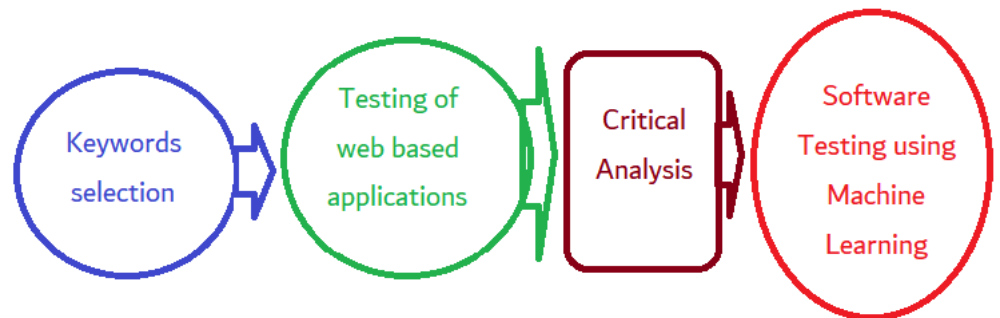 Keywords
selection
Testing of
web based
applications
Critical
Analysis
Software
Testing using
Machine
Learning